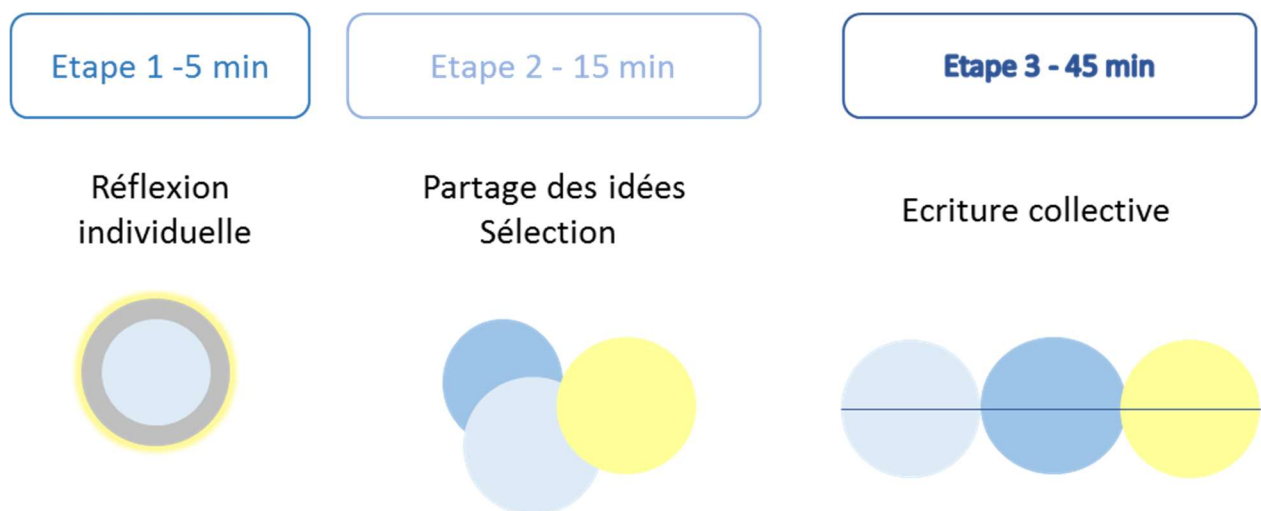 Etape 1 -5 min
Etape 2 - 15 min
Etape 3 - 45 min
Réflexion
individuelle
Partage des idées
Sélection
Ecriture collective